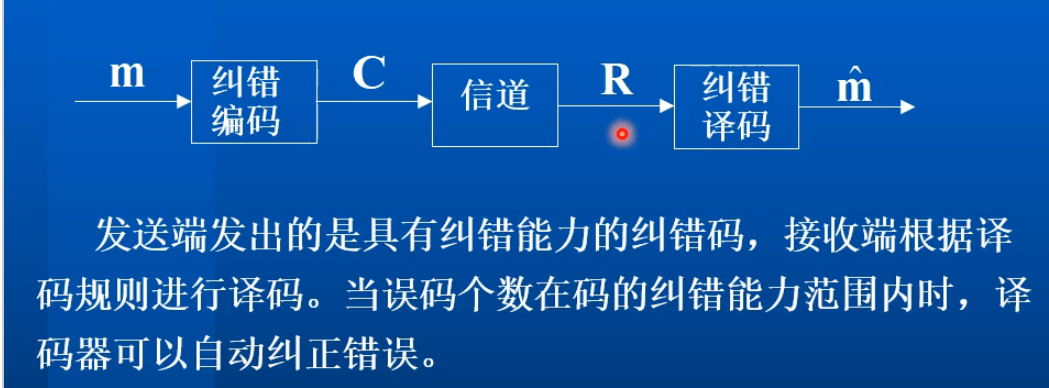 m
纠错
编码
C
信道
R
纠错
译码
m̂
发送端发出的是具有纠错能力的纠错码，接收端根据译
码规则进行译码。当误码个数在码的纠错能力范围内时，译
码器可以自动纠正错误。